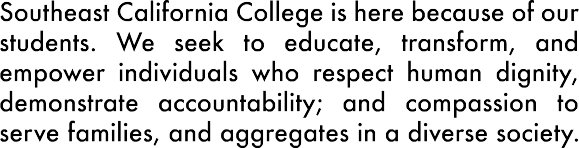 Southeast California College is here because of our
students. We seek to educate, transform, and
empower individuals who respect human dignity,
demonstrate accountability; and compassion to
serve families, and aggregates in a diverse society.